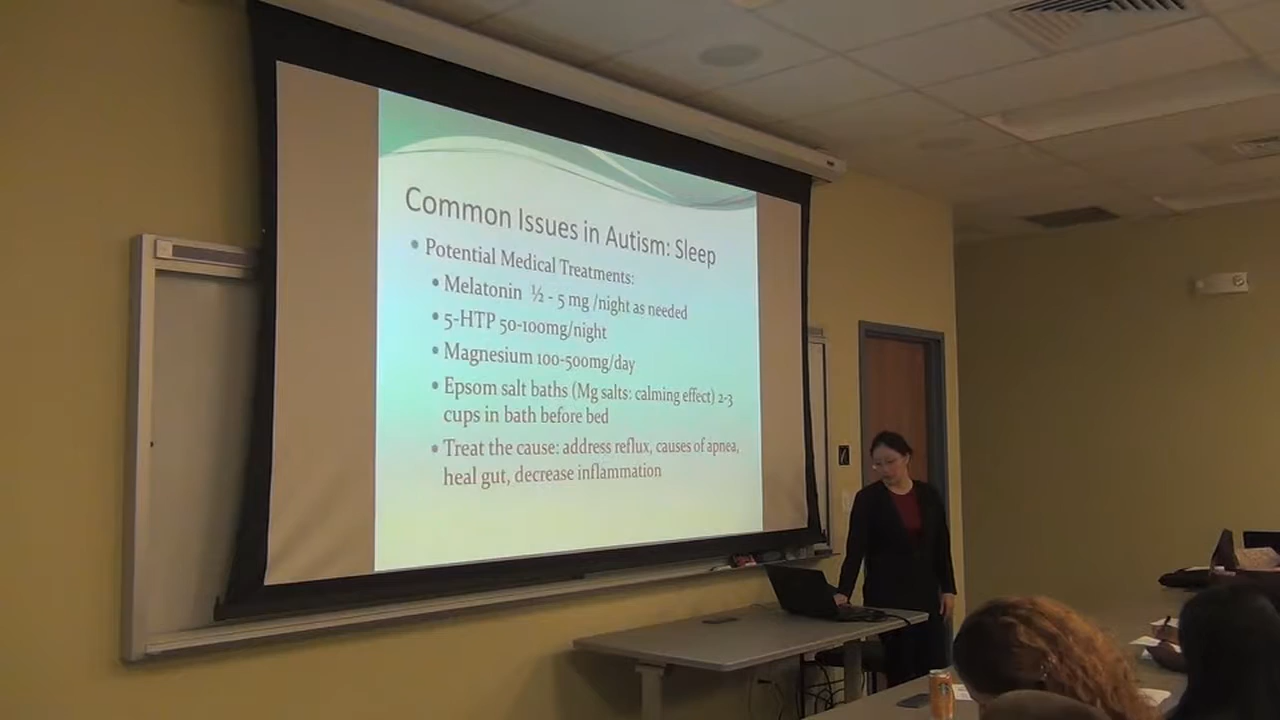 Common Issues in Autism: Sleep
• Potential Medical Treatments:
• Melatonin ½ - 5 mg /night as needed
• 5-HTP 50-100mg/night
• Magnesium 100-500mg/day
• Epsom salt baths (Mg salts: calming effect) 2-3
cups in bath before bed
• Treat the cause: address reflux, causes of apnea,
heal gut, decrease inflammation